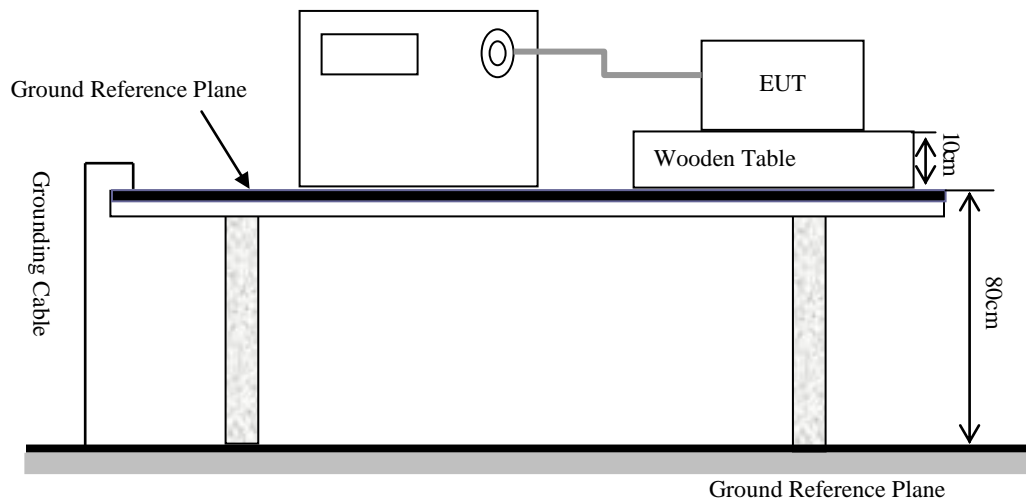 Ground Reference Plane
EUT
Wooden Table
10cm
Grounding Cable
80cm
Ground Reference Plane